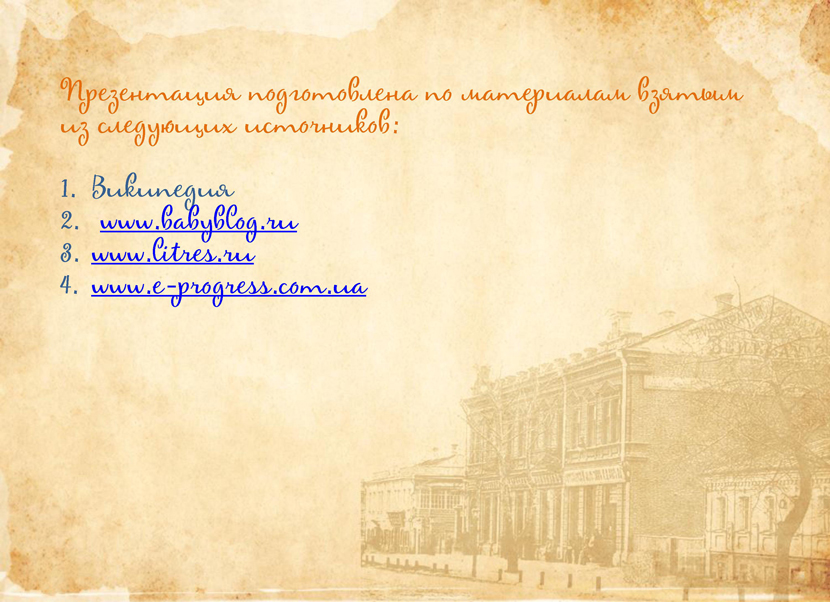 Презентация подготовлена по материалам взятым
из следующих источников:
1. Википедия
2. www.babyblog.ru
3. www.litres.ru
4. www.e-progress.com.ua